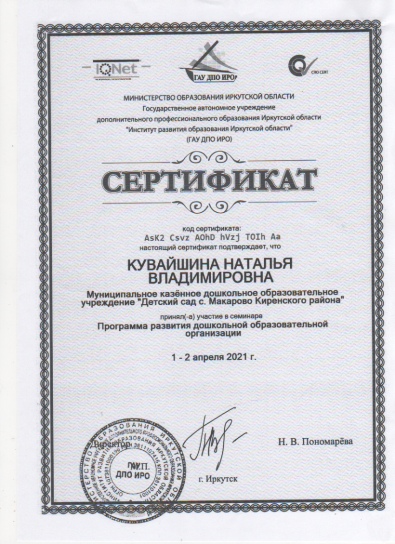 IQNet
ГАУ ДПО ИРО
МИНИСТЕРСТВО ОБРАЗОВАНИЯ ИРКУТСКОЙ ОБЛАСТИ
Государственное автономное учреждение
дополнительного профессионального образования Иркутской области
"Институт развития образования Иркутской области"
(ГАУ ДПО ИРО)
СЕРТИФИКАТ
код сертификата:
AsK2 Csvz AOhD hVzj TOIh Aa
настоящий сертификат подтверждает, что
КУВАЙШИНА НАТАЛЬЯ
ВЛАДИМИРОВНА
Муниципальное казённое дошкольное образовательное
учреждение "Детский сад с. Макарово Киренского района"
принял(-а) участие в семинаре
Программа развития дошкольной образовательной
организации
1 - 2 апреля 2021 г.
Директор
Н. В. Пономарёва
ДПО ИРО
г. Иркутск